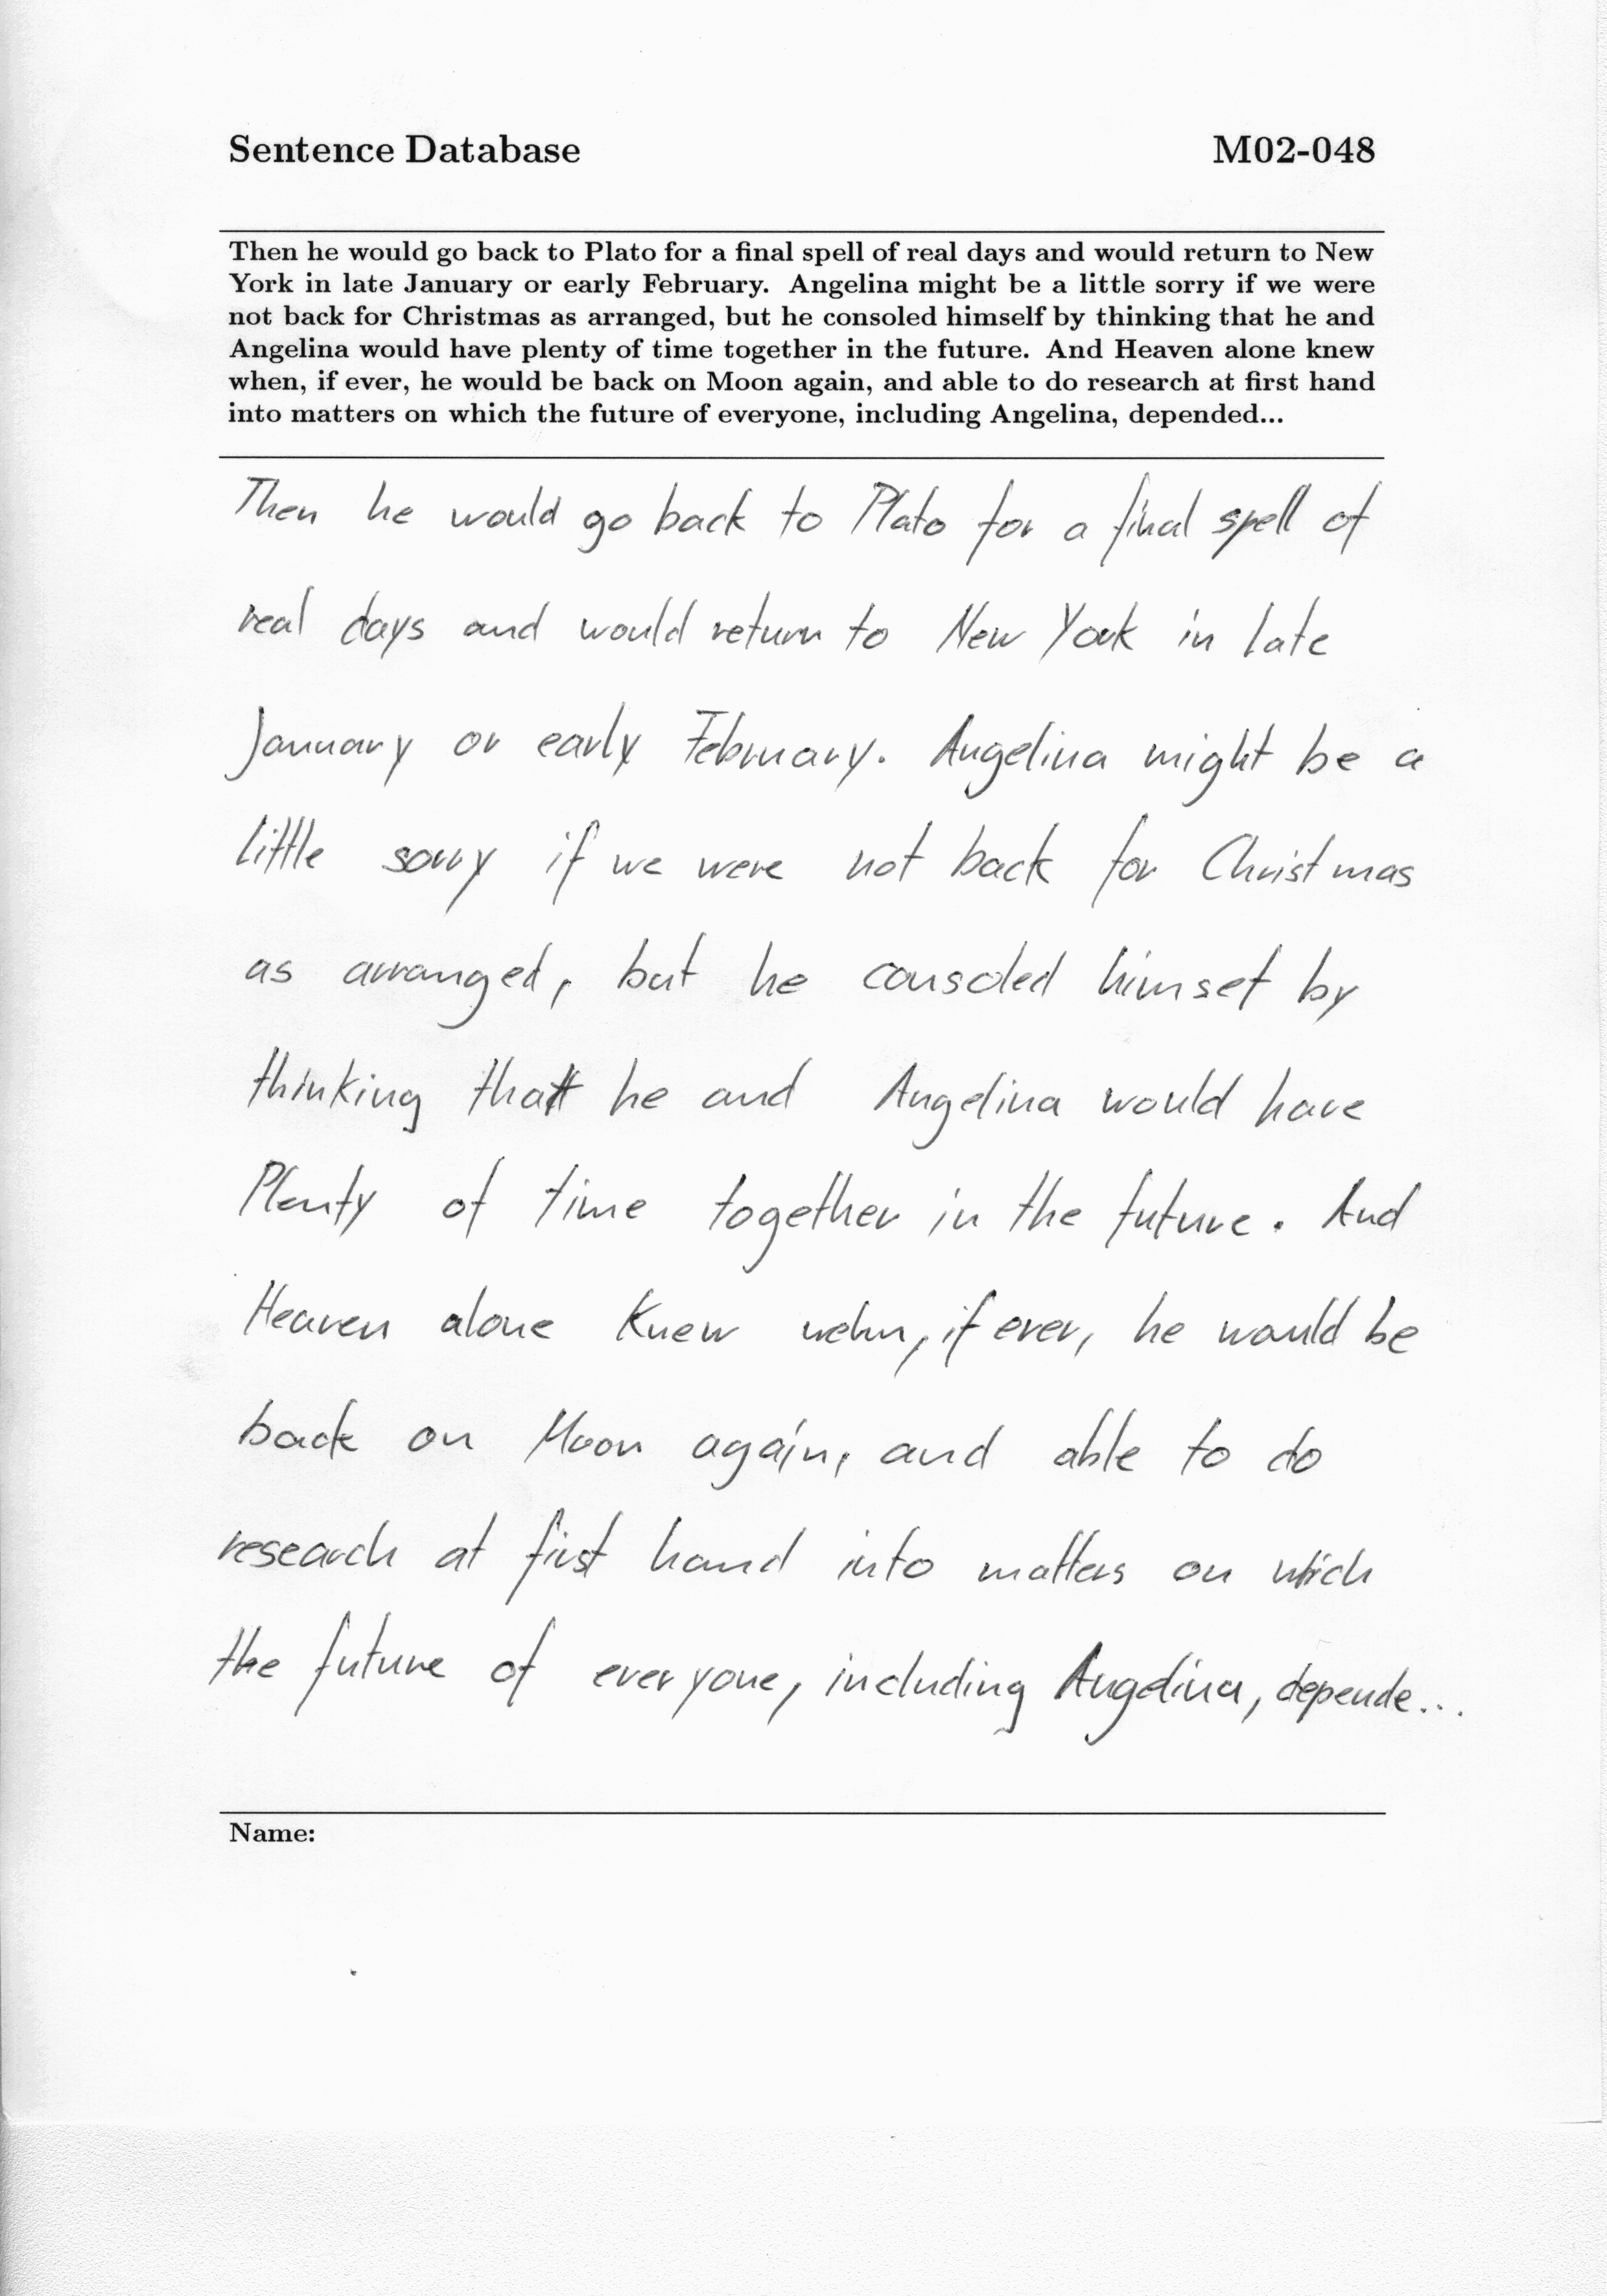 Sentence Database M02-048
Then he would go back to Plato for a final spell of real days and would return to New
York in late January or early February. Angelina might be a little sorry if we were
not back for Christmas as arranged, but he consoled himself by thinking that he and
Angelina would have plenty of time together in the future. And Heaven alone knew
when, if ever, he would be back on Moon again, and able to do research at first hand
into matters on which the future of everyone, including Angelina, depended...
Then he would go back to Plato for a final spell of
real days and would return to New York in late
January or early February. Angelina might be a
little sorry if we were not back for Christmas
as arranged, but he consoled himsef by
thinking that he and Angelina would have
Plenty of time together in the future. And
Heaven alone knew wehn, if ever, he would be
back on Moon again, and able to do
research at first hand into matters on wich
the future of everyone, including Angelina, depende...
Name: